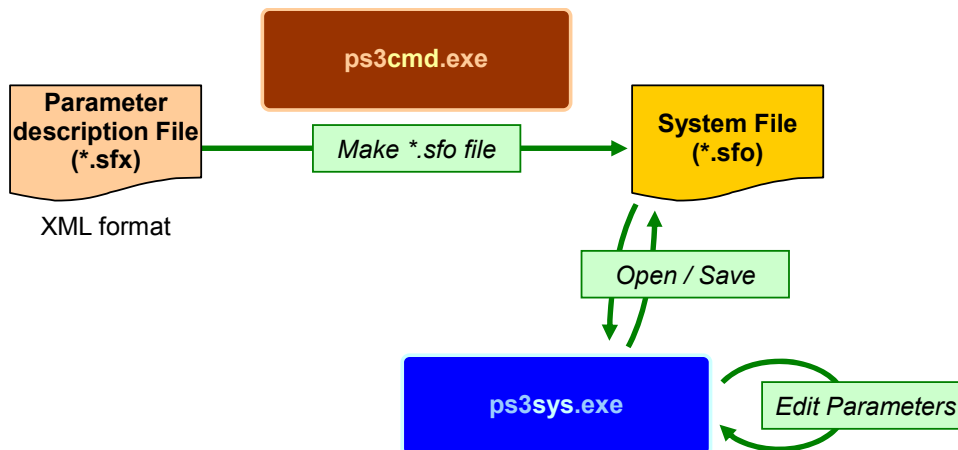 ps3cmd.exe
Parameter
description File
(*.sfx)
Make *.sfo file
System File
(*.sfo)
XML format
Open / Save
ps3sys.exe
Edit Parameters